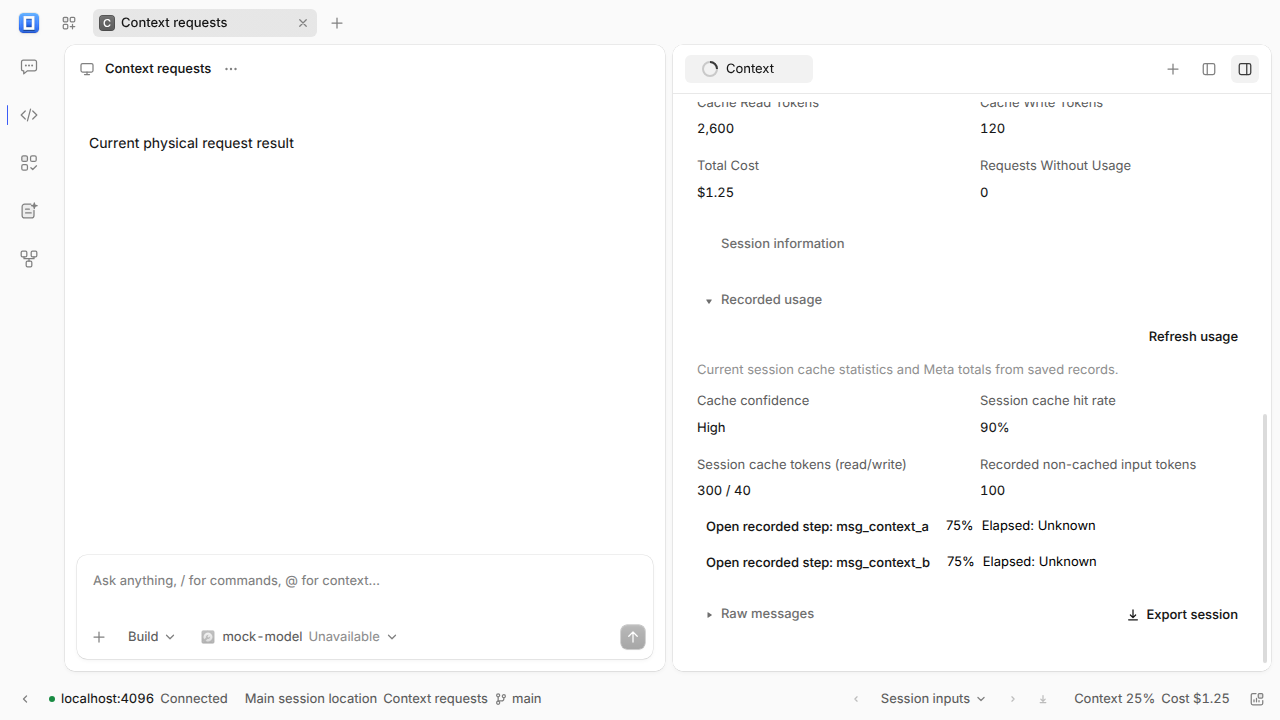 C Context requests
Context requests
Context
Cache Read Tokens Cache Write Tokens
2,600 120
Current physical request result
Total Cost Requests Without Usage
$1.25 0
Session information
Recorded usage
Refresh usage
Current session cache statistics and Meta totals from saved records.
Cache confidence Session cache hit rate
High 90%
Session cache tokens (read/write) Recorded non-cached input tokens
300 / 40 100
Open recorded step: msg_context_a 75% Elapsed: Unknown
Open recorded step: msg_context_b 75% Elapsed: Unknown
Raw messages Export session
Ask anything, / for commands, @ for context...
Build mock-model Unavailable
localhost:4096 Connected Main session location Context requests main Session inputs Context 25% Cost $1.25